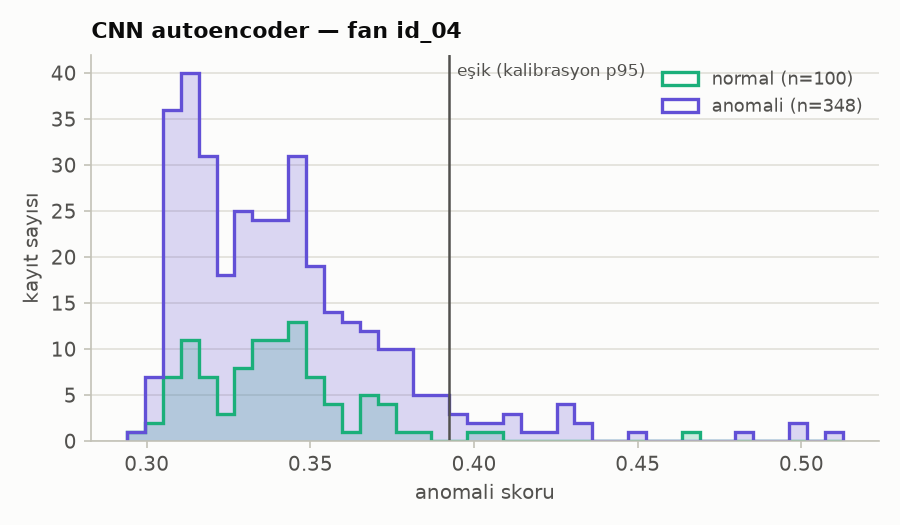 CNN autoencoder — fan id_04
eşik (kalibrasyon p95)
normal (n=100)
anomali (n=348)
kayıt sayısı
40
35
30
25
20
15
10
5
0
0.30 0.35 0.40 0.45 0.50
anomali skoru